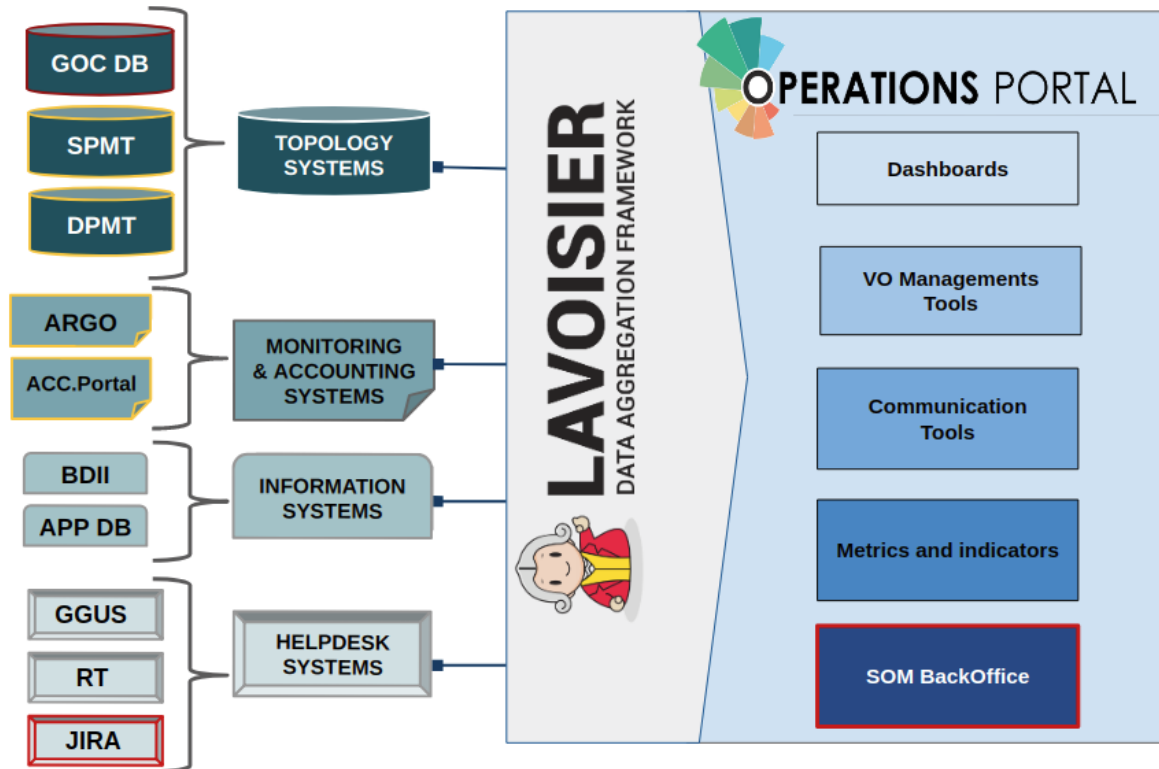 GOC DB
SPMT
DPMT
TOPOLOGY
SYSTEMS
ARGO
ACC.Portal
MONITORING
& ACCOUNTING
SYSTEMS
BDII
APP DB
INFORMATION
SYSTEMS
GGUS
RT
JIRA
HELPDESK
SYSTEMS
LAVOISIER
DATA AGGREGATION FRAMEWORK
OPERATIONS PORTAL
Dashboards
VO Managements
Tools
Communication
Tools
Metrics and indicators
SOM BackOffice